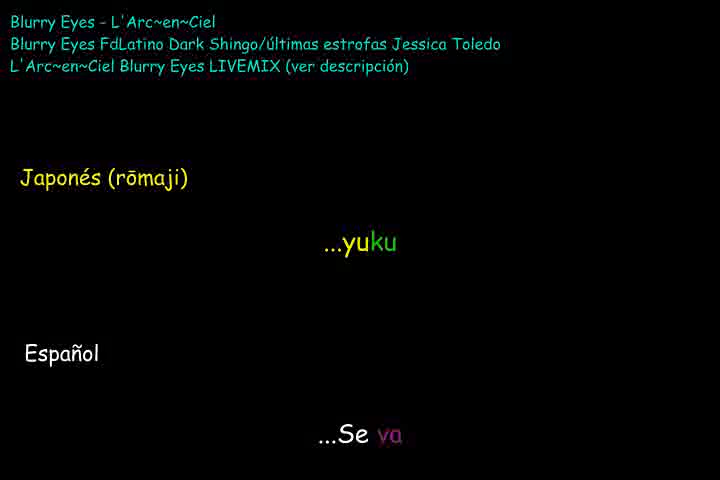 Blurry Eyes - L'Arc~en~Ciel
Blurry Eyes FdLatino Dark Shingo/últimas estrofas Jessica Toledo
L'Arc~en~Ciel Blurry Eyes LIVEMIX (ver descripción)
Japonés (rōmaji)
...yuku
Español
...Se va